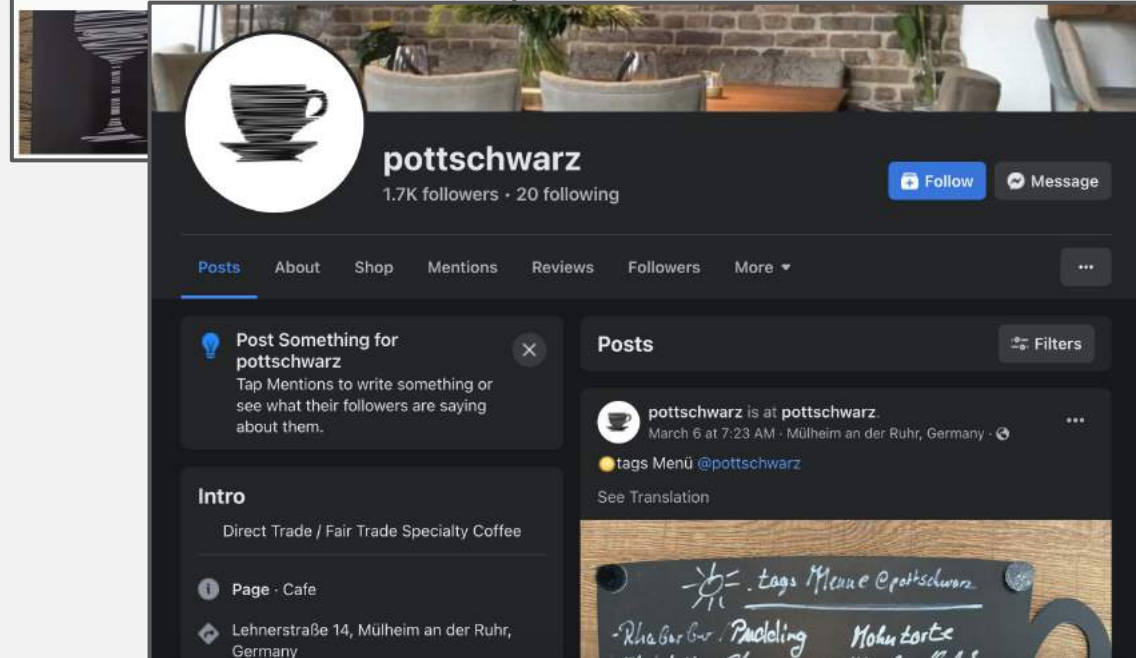 pottschwarz
1.7K followers · 20 following
Follow
Message
Posts
About
Shop
Mentions
Reviews
Followers
More
Post Something for
pottschwarz
Tap Mentions to write something or
see what their followers are saying
about them.
Intro
Direct Trade / Fair Trade Specialty Coffee
Page · Cafe
Lehnerstraße 14, Mülheim an der Ruhr,
Germany
Posts
Filters
pottschwarz is at pottschwarz.
March 6 at 7:23 AM · Mülheim an der Ruhr, Germany ·
tags Menü @pottschwarz
See Translation
tags Menue @pottschwarz
-Rhabarber/Pudding Mohntorte